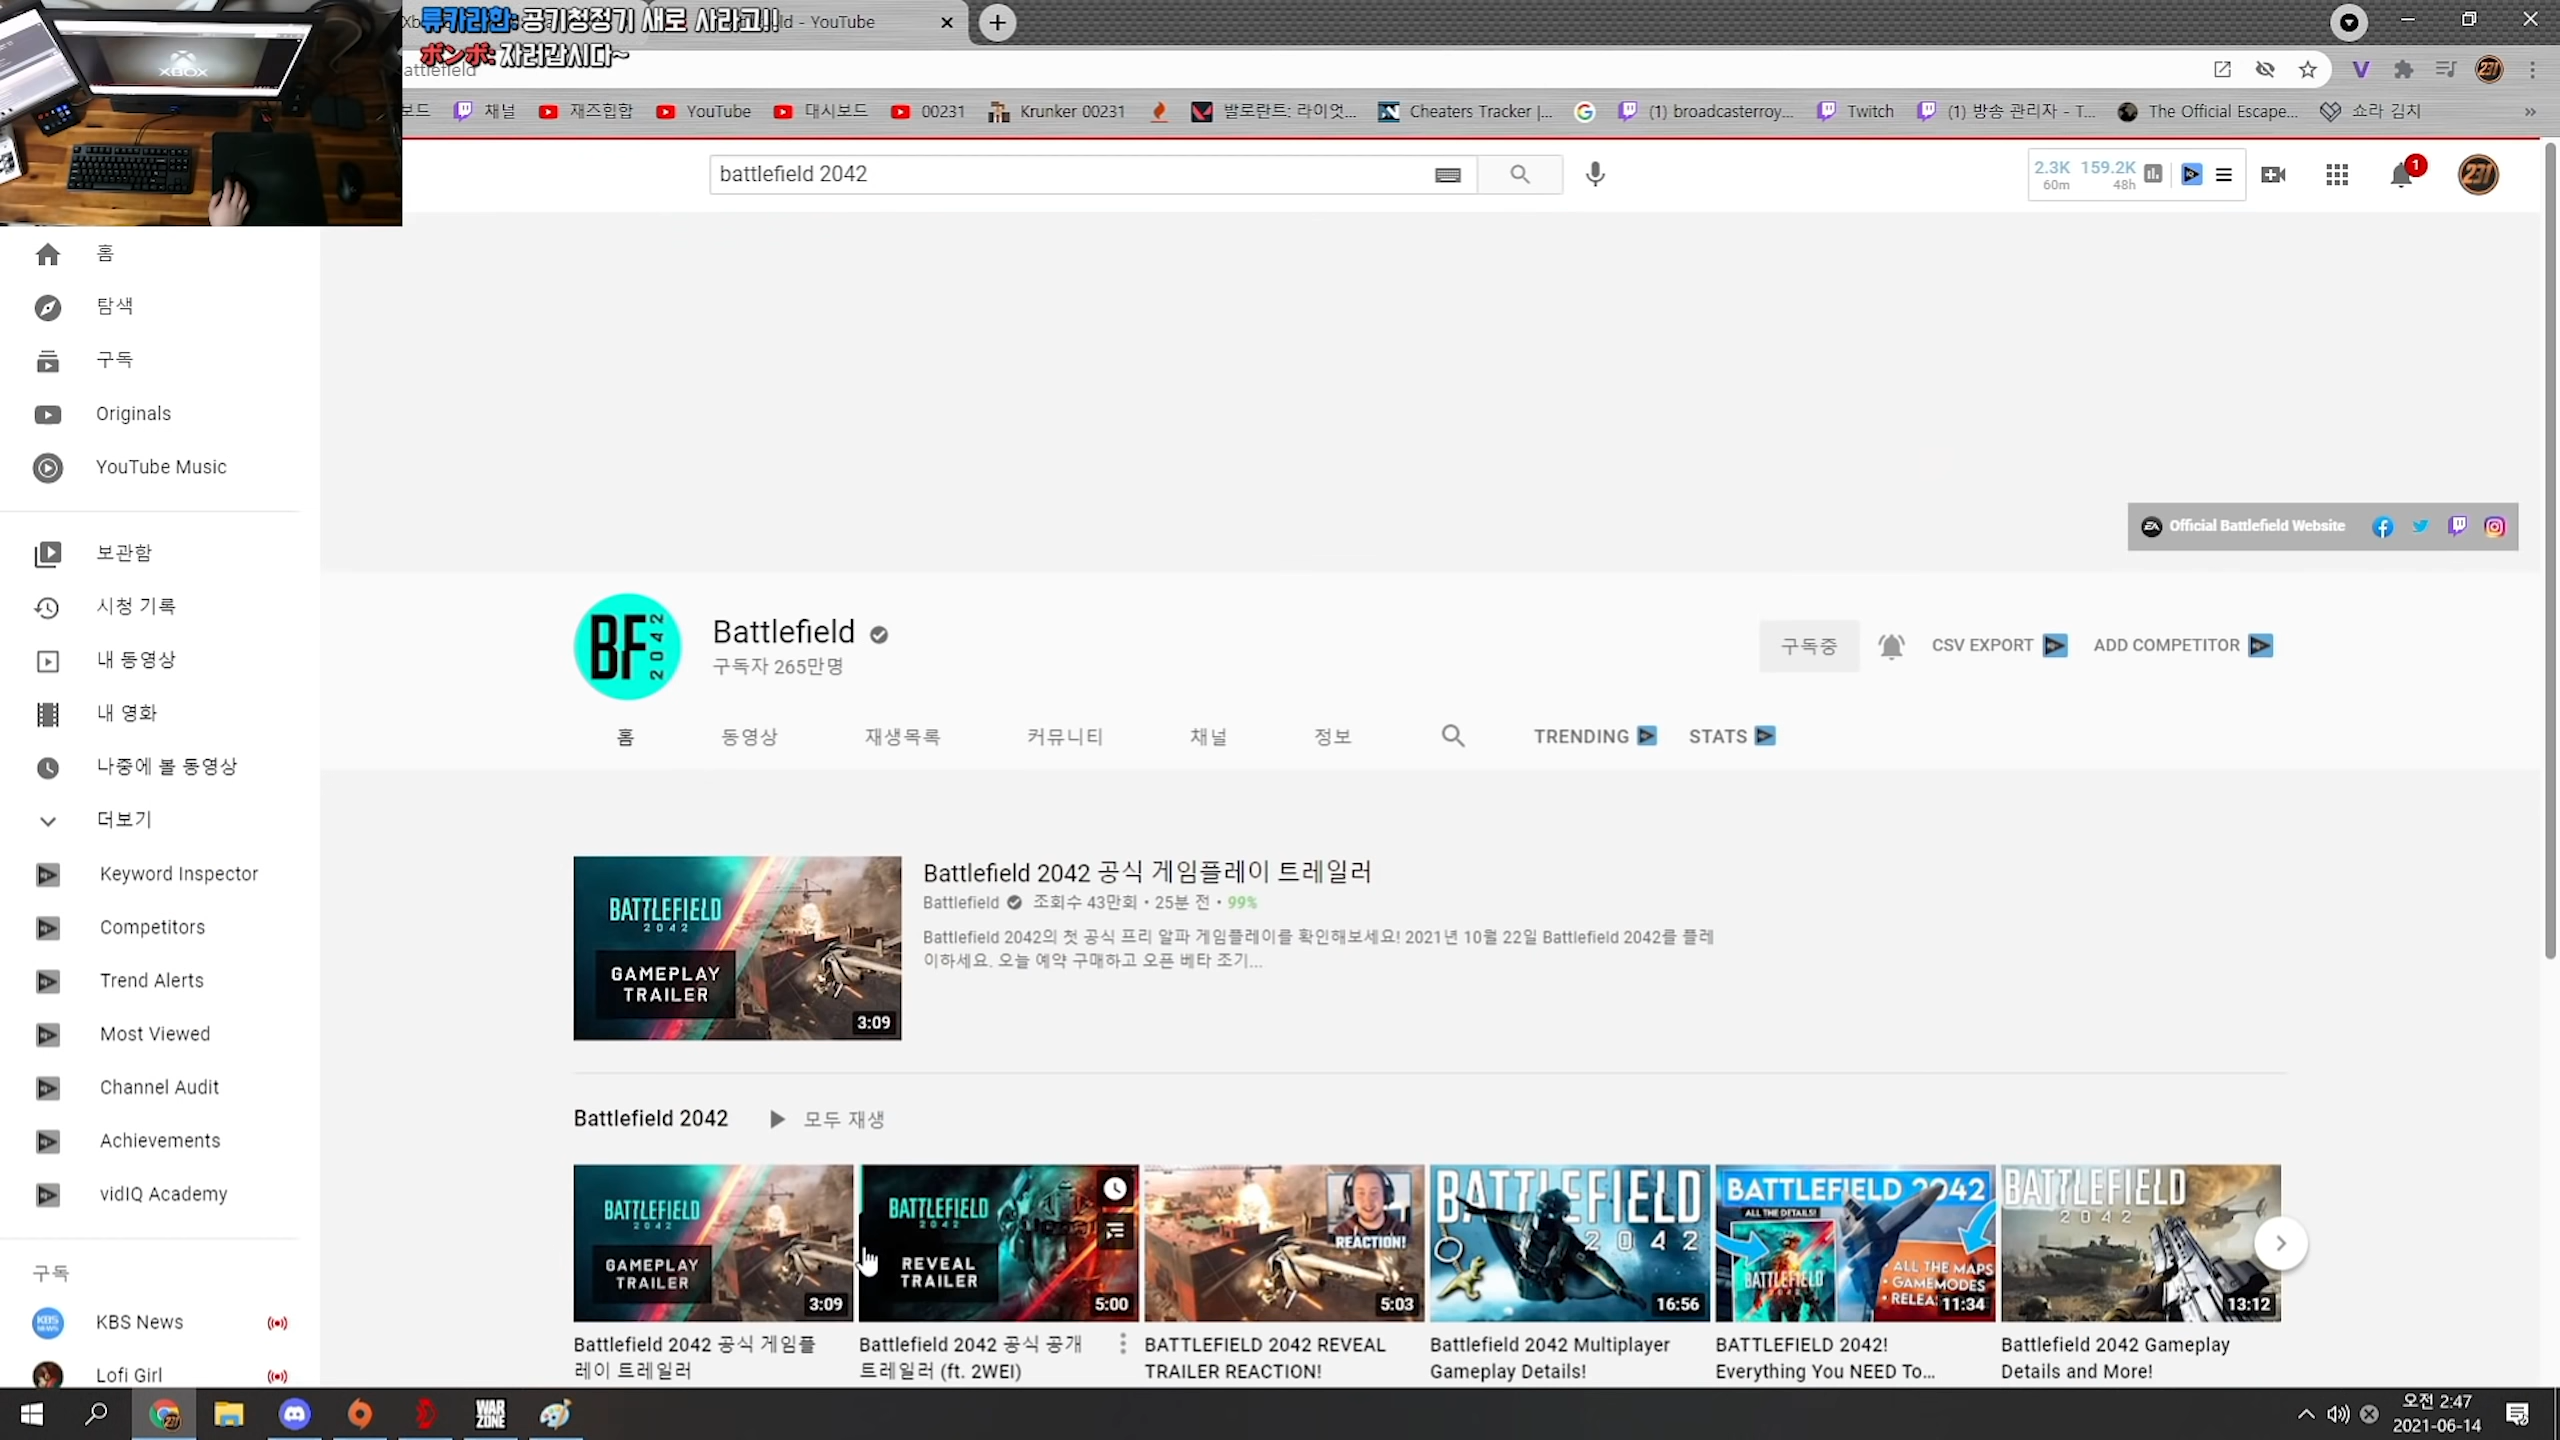 류카라한: 공기청정기 새로 사라고!!
ld - YouTube
ボンボ: 자러갑시다~
attlefield
XBOX
보드
채널
재즈힙합
YouTube
대시보드
00231
Krunker 00231
발로란트: 라이엇...
Cheaters Tracker |...
(1) broadcasterroy...
Twitch
(1) 방송 관리자 - T...
The Official Escape...
쇼라 김치
battlefield 2042
2.3K 159.2K
60m 48h
1
231
홈
탐색
구독
Originals
YouTube Music
보관함
시청 기록
내 동영상
내 영화
나중에 볼 동영상
더보기
Keyword Inspector
Competitors
Trend Alerts
Most Viewed
Channel Audit
Achievements
vidIQ Academy
구독
KBS News
Lofi Girl
EA Official Battlefield Website
BF 2042
Battlefield
구독자 265만명
구독중
CSV EXPORT
ADD COMPETITOR
홈
동영상
재생목록
커뮤니티
채널
정보
TRENDING
STATS
BATTLEFIELD
2042
GAMEPLAY
TRAILER
3:09
Battlefield 2042 공식 게임플레이 트레일러
Battlefield 조회수 43만회 • 25분 전 • 99%
Battlefield 2042의 첫 공식 프리 알파 게임플레이를 확인해보세요! 2021년 10월 22일 Battlefield 2042를 플레
이하세요. 오늘 예약 구매하고 오픈 베타 조기...
Battlefield 2042
모두 재생
BATTLEFIELD
2042
GAMEPLAY
TRAILER
3:09
Battlefield 2042 공식 게임플
레이 트레일러
BATTLEFIELD
2042
REVEAL
TRAILER
5:00
Battlefield 2042 공식 공개
트레일러 (ft. 2WEI)
REACTION!
5:03
BATTLEFIELD 2042 REVEAL
TRAILER REACTION!
BATTLEFIELD
2042
16:56
Battlefield 2042 Multiplayer
Gameplay Details!
BATTLEFIELD 2042
ALL THE DETAILS!
BATTLEFIELD
• ALL THE MAPS
• GAMEMODES
• RELEA
11:34
BATTLEFIELD 2042!
Everything You NEED To...
BATTLEFIELD
2042
13:12
Battlefield 2042 Gameplay
Details and More!
WAR
ZONE
오전 2:47
2021-06-14